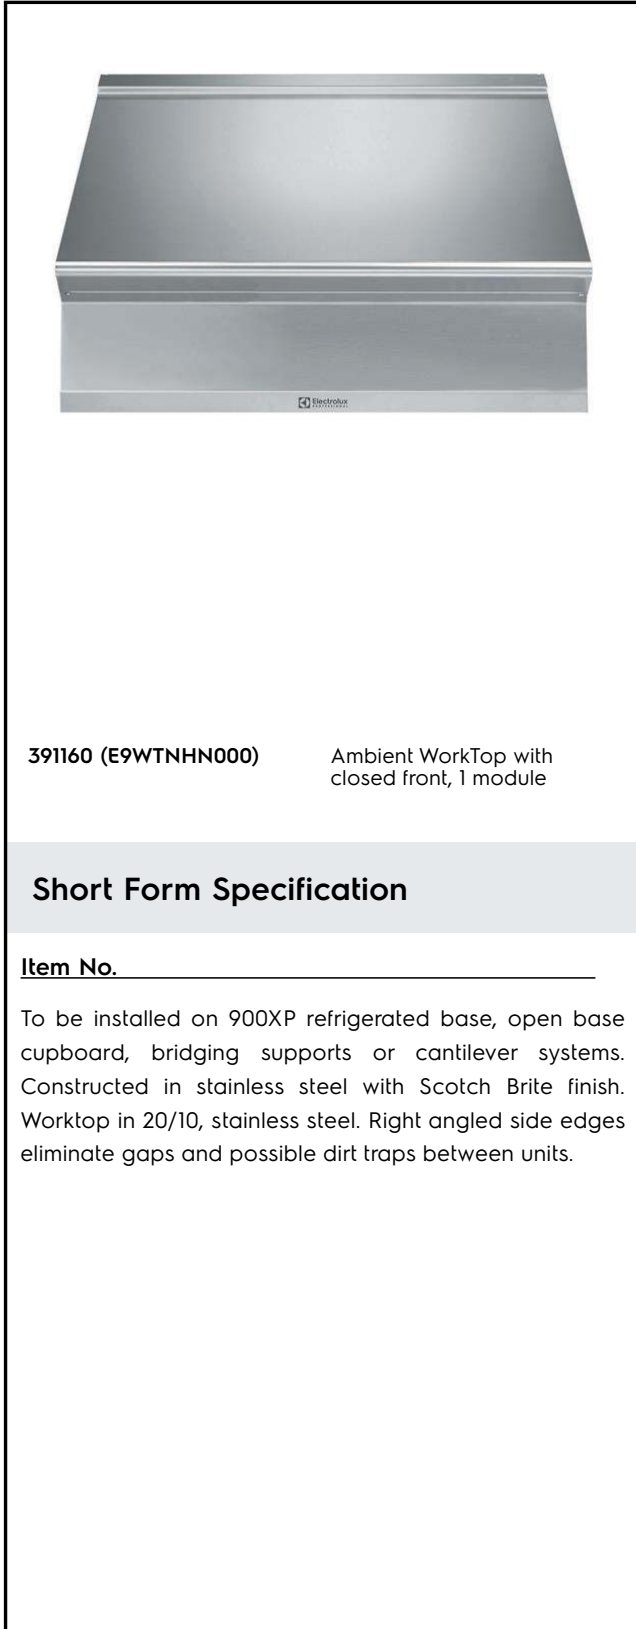 Electrolux
PROFESSIONAL
391160 (E9WTNHN000)
Ambient WorkTop with
closed front, 1 module
Short Form Specification
Item No.
To be installed on 900XP refrigerated base, open base
cupboard, bridging supports or cantilever systems.
Constructed in stainless steel with Scotch Brite finish.
Worktop in 20/10, stainless steel. Right angled side edges
eliminate gaps and possible dirt traps between units.